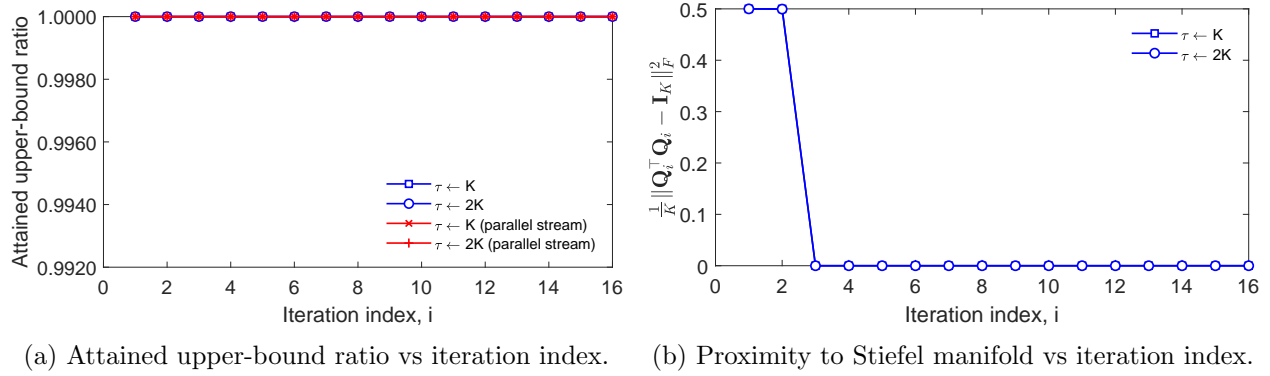 1.0000
0.9980
0.9960
0.9940
0.9920
Attained upper-bound ratio
0 2 4 6 8 10 12 14 16
Iteration index, i
τ ← K
τ ← 2K
τ ← K (parallel stream)
τ ← 2K (parallel stream)
(a) Attained upper-bound ratio vs iteration index.
0.5
0.4
0.3
0.2
0.1
0
1/K ||Q_i^⊤ Q_i − I_K||_F^2
0 2 4 6 8 10 12 14 16
Iteration index, i
τ ← K
τ ← 2K
(b) Proximity to Stiefel manifold vs iteration index.